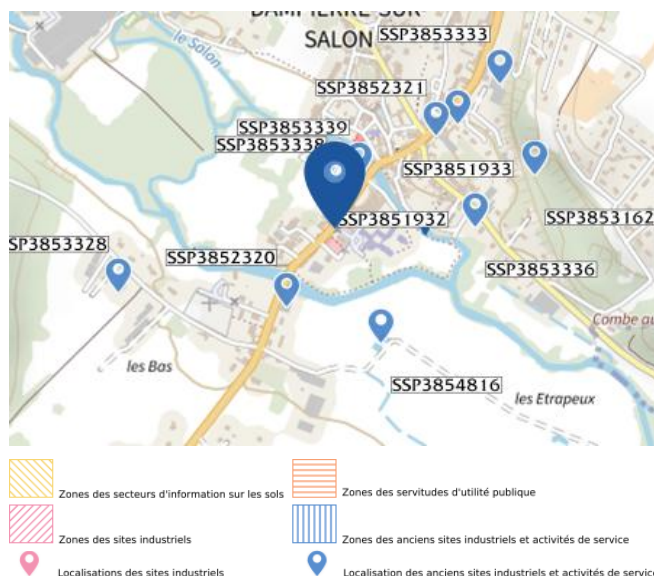 DAMPIERRE-SUR-
SALON
le Salon
SSP3853333
SSP3852321
SSP3853339
SSP3853338
SSP3851933
SSP3851932
SSP3853162
SSP3853328
SSP3852320
SSP3853336
Combe au
les Bas
SSP3854816
les Etrapeux
Zones des secteurs d'information sur les sols
Zones des servitudes d'utilité publique
Zones des sites industriels
Zones des anciens sites industriels et activités de service
Localisations des sites industriels
Localisation des anciens sites industriels et activités de service